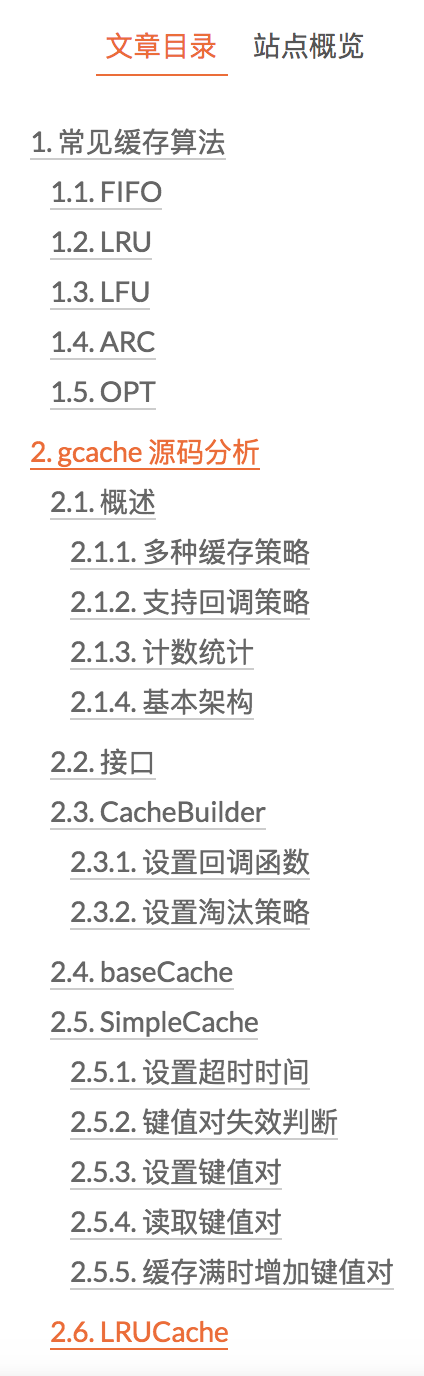 文章目录 站点概览
1. 常见缓存算法
1.1. FIFO
1.2. LRU
1.3. LFU
1.4. ARC
1.5. OPT
2. gcache 源码分析
2.1. 概述
2.1.1. 多种缓存策略
2.1.2. 支持回调策略
2.1.3. 计数统计
2.1.4. 基本架构
2.2. 接口
2.3. CacheBuilder
2.3.1. 设置回调函数
2.3.2. 设置淘汰策略
2.4. baseCache
2.5. SimpleCache
2.5.1. 设置超时时间
2.5.2. 键值对失效判断
2.5.3. 设置键值对
2.5.4. 读取键值对
2.5.5. 缓存满时增加键值对
2.6. LRUCache